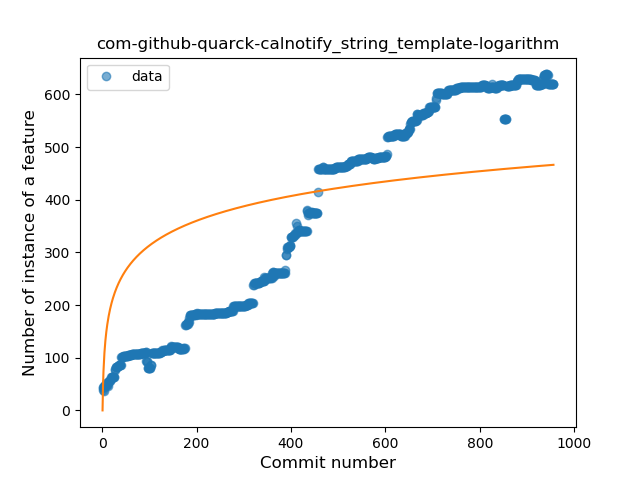 com-github-quarck-calnotify_string_template-logarithm
data
Number of instance of a feature
600
500
400
300
200
100
0
0 200 400 600 800 1000
Commit number